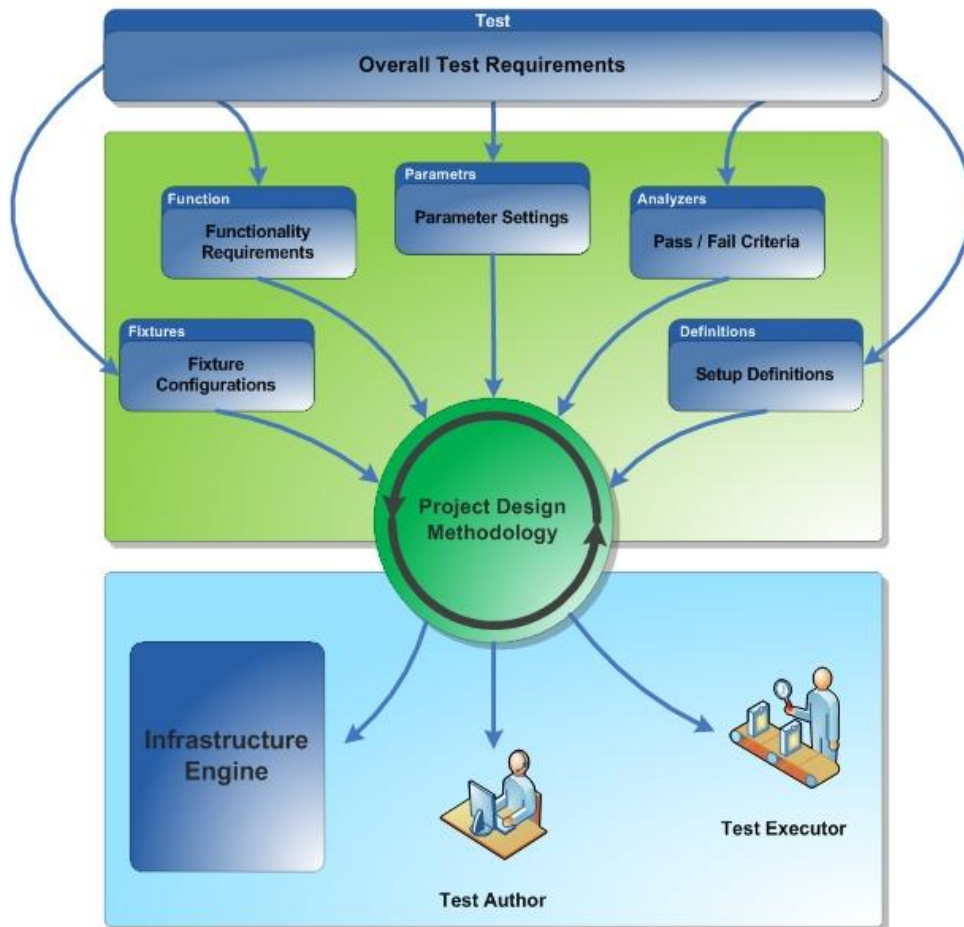 Test
Overall Test Requirements
Parametrs
Parameter Settings
Function
Functionality
Requirements
Analyzers
Pass / Fail Criteria
FIxtures
Fixture
Configurations
Definitions
Setup Definitions
Project Design
Methodology
Infrastructure
Engine
Test Author
Test Executor